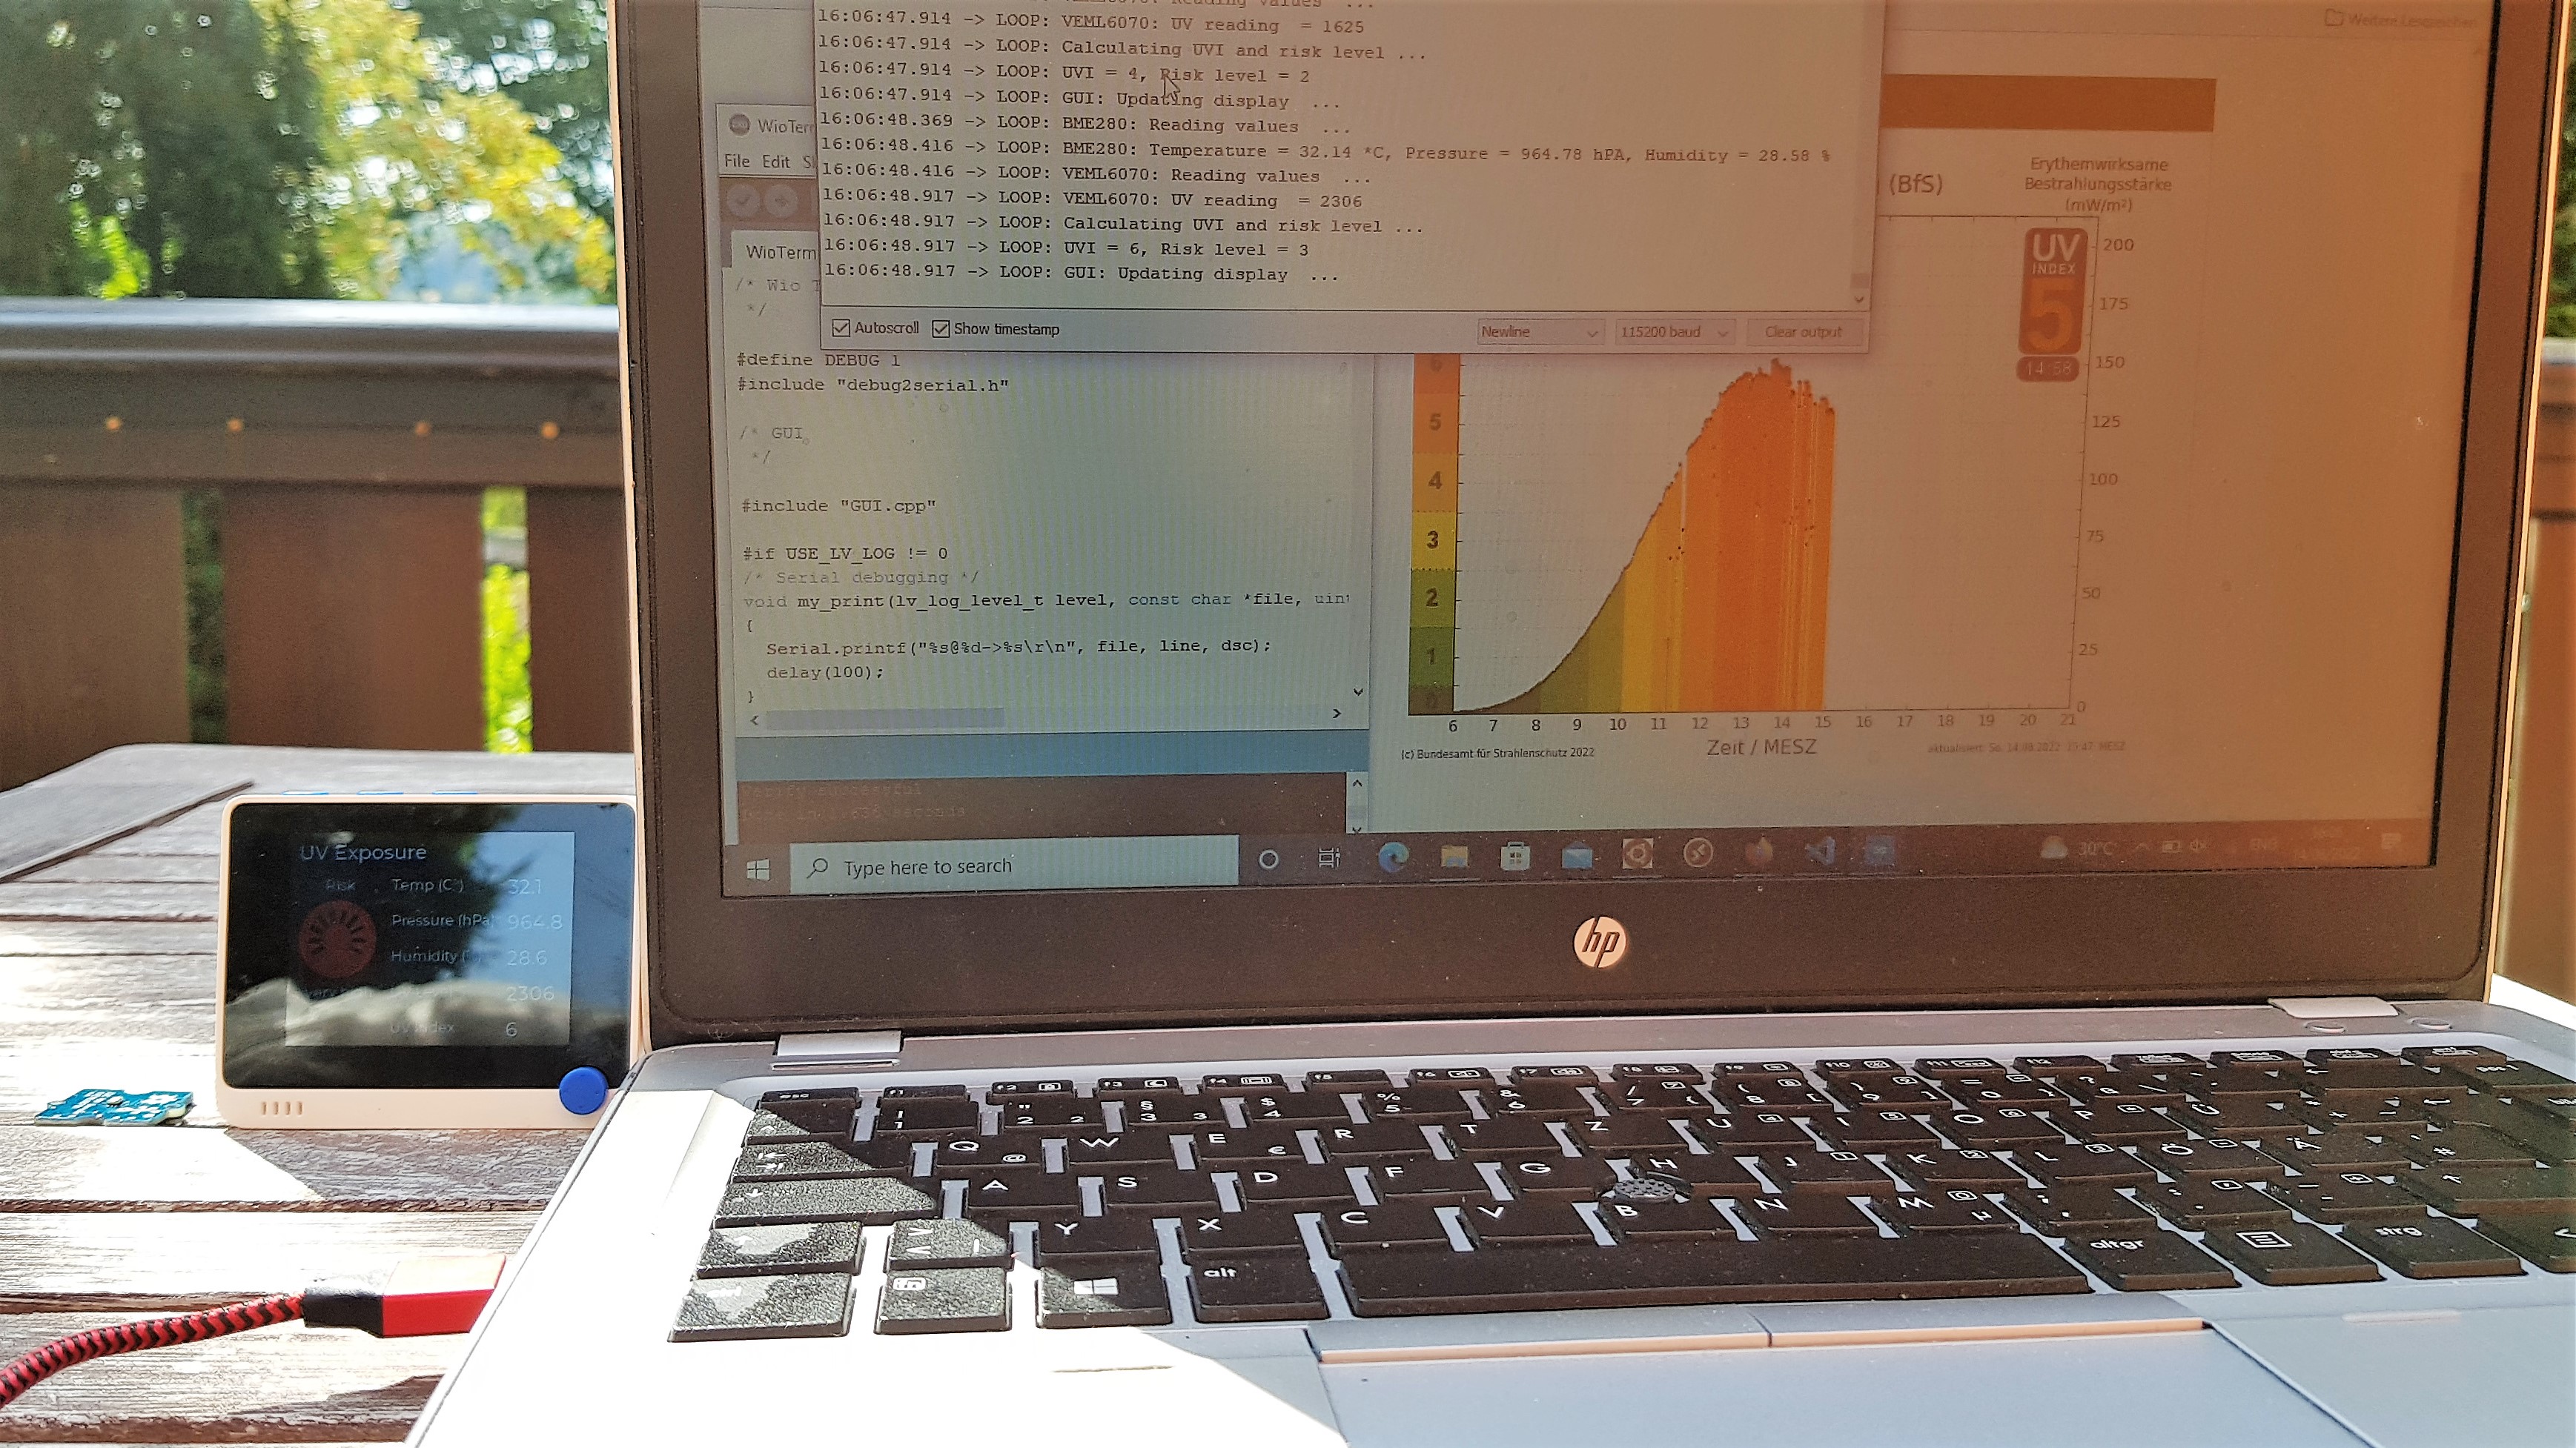 16:06:47.914 -> LOOP: VEML6070: UV reading  = 1625
16:06:47.914 -> LOOP: Calculating UVI and risk level ...
16:06:47.914 -> LOOP: UVI = 4, Risk level = 2
16:06:47.914 -> LOOP: GUI: Updating display  ...
16:06:48.369 -> LOOP: BME280: Reading values  ...
16:06:48.416 -> LOOP: BME280: Temperature = 32.14 *C, Pressure = 964.78 hPA, Humidity = 28.58 %
16:06:48.416 -> LOOP: VEML6070: Reading values  ...
16:06:48.917 -> LOOP: VEML6070: UV reading  = 2306
16:06:48.917 -> LOOP: Calculating UVI and risk level ...
16:06:48.917 -> LOOP: UVI = 6, Risk level = 3
16:06:48.917 -> LOOP: GUI: Updating display  ...
Autoscroll Show timestamp Newline 115200 baud Clear output
File Edit
/* Wio
*/
#define DEBUG 1
#include "debug2serial.h"
/* GUI
*/
#include "GUI.cpp"
#if USE_LV_LOG != 0
/* Serial debugging */
void my_print(lv_log_level_t level, const char *file,
{
Serial.printf("%s@%d->%s\r\n", file, line, dsc);
delay(100);
}
Weitere Lesezeichen
(BfS)
Erythemwirksame
Bestrahlungsstärke
(mW/m²)
UV
INDEX
5
14:58
200
175
150
125
100
75
50
25
0
5
4
3
2
1
0
6 7 8 9 10 11 12 13 14 15 16 17 18 19 20 21
Zeit / MESZ
(c) Bundesamt für Strahlenschutz 2022
Type here to search
30°C
hp
UV Exposure
Risk
Temp (C°) 32.1
Pressure (hPa) 964.8
Humidity 28.6
2306
UV Index 6
Q W E R T Z U I O P Ü
A S D F G H J K L Ö Ä
Y X C V B N M
alt
altgr
strg